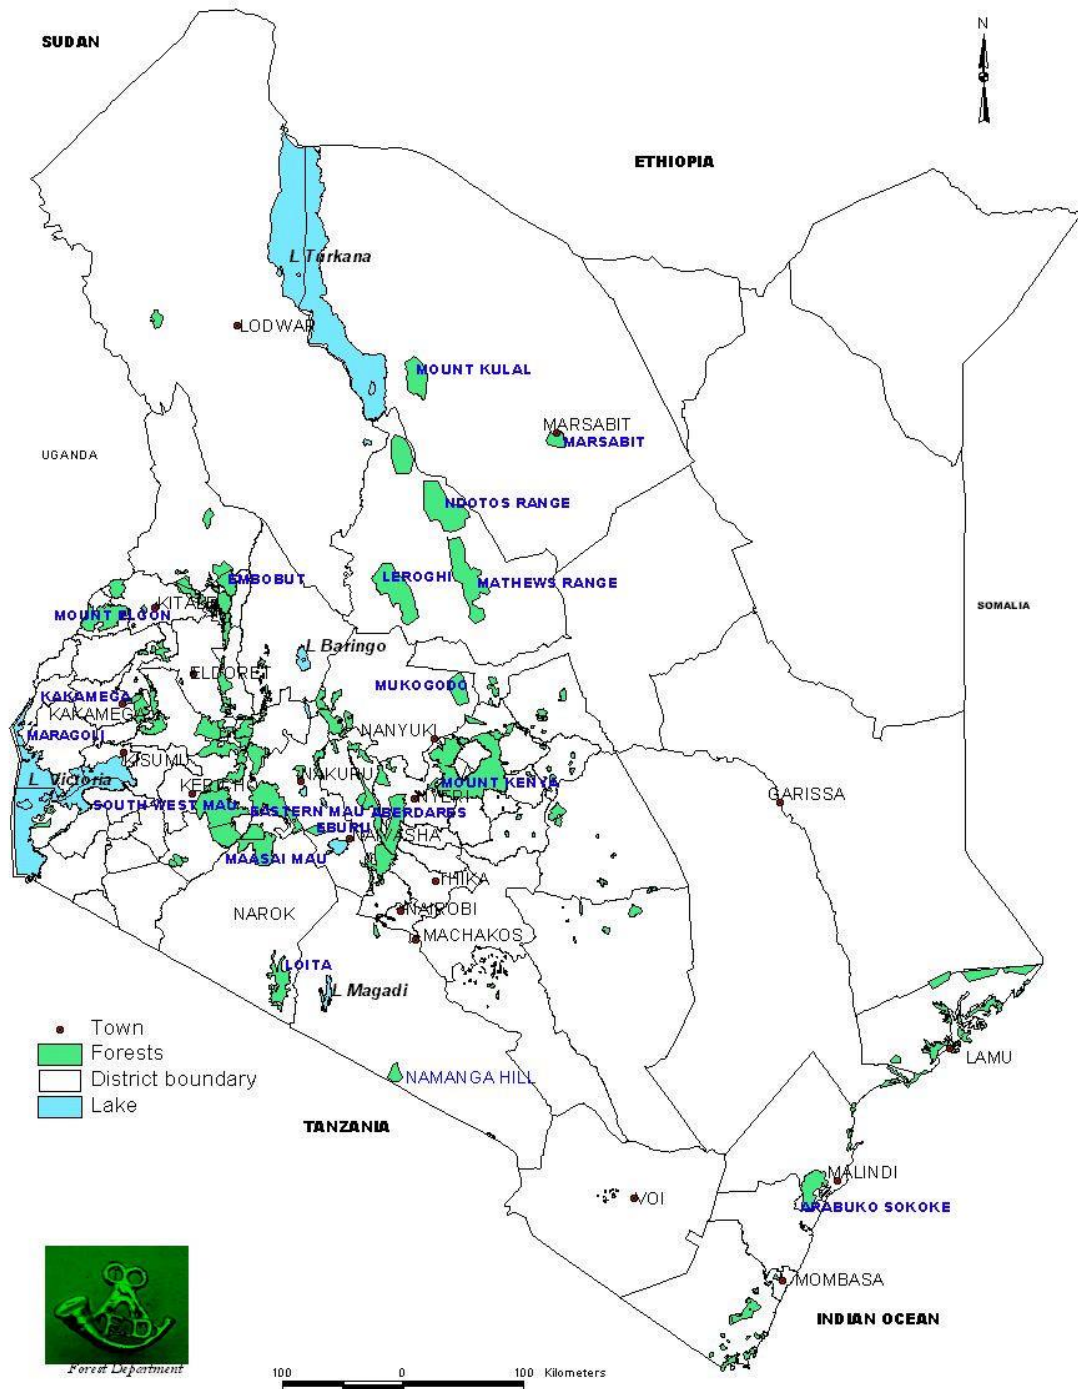 SUDAN
N
ETHIOPIA
L Turkana
LODWAR
MOUNT KULAL
MARSABIT
MARSABIT
UGANDA
NDOTOS RANGE
EMBOBUT
LEROGHI
MATHEWS RANGE
KITALE
MOUNT ELGON
SOMALIA
L Baringo
ELDORET
MUKOGODO
KAKAMEGA
KAKAMEGA
NANYUKI
MARAGOLI
KISUMU
L Victoria
NAKURU
MOUNT KENYA
KERICHO
NYERI
GARISSA
SOUTH WEST MAU
EASTERN MAU
ABERDARES
EBURU
NAIVASHA
MAASAI MAU
THIKA
NAROK
NAIROBI
MACHAKOS
LOITA
L Magadi
Town
Forests
District boundary
Lake
LAMU
NAMANGA HILL
TANZANIA
MALINDI
VOI
ARABUKO SOKOKE
MOMBASA
INDIAN OCEAN
Forest Department
100 0 100 Kilometers